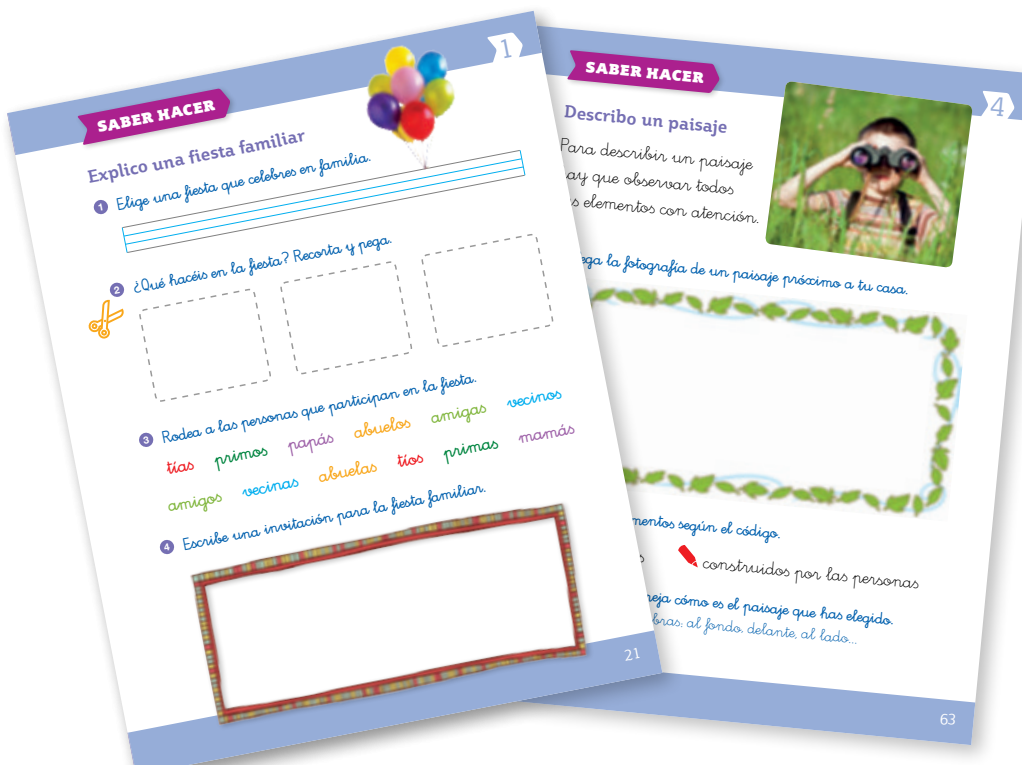 SABER HACER
1
Explico una fiesta familiar
1 Elige una fiesta que celebres en familia.
2 ¿Qué hacéis en la fiesta? Recorta y pega.
3 Rodea a las personas que participan en la fiesta.
tías primos papás abuelos amigas vecinos
amigos vecinas abuelas tíos primas mamás
4 Escribe una invitación para la fiesta familiar.
21
SABER HACER
4
Describo un paisaje
Para describir un paisaje
ay que observar todos
s elementos con atención.
ega la fotografía de un paisaje próximo a tu casa.
mentos según el código.
s construidos por las personas
eja cómo es el paisaje que has elegido.
bras: al fondo, delante, al lado...
63